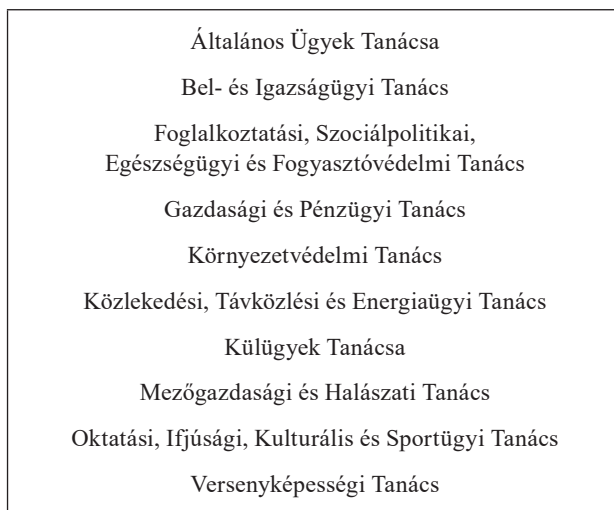 Általános Ügyek Tanácsa
Bel- és Igazságügyi Tanács
Foglalkoztatási, Szociálpolitikai,
Egészségügyi és Fogyasztóvédelmi Tanács
Gazdasági és Pénzügyi Tanács
Környezetvédelmi Tanács
Közlekedési, Távközlési és Energiaügyi Tanács
Külügyek Tanácsa
Mezőgazdasági és Halászati Tanács
Oktatási, Ifjúsági, Kulturális és Sportügyi Tanács
Versenyképességi Tanács